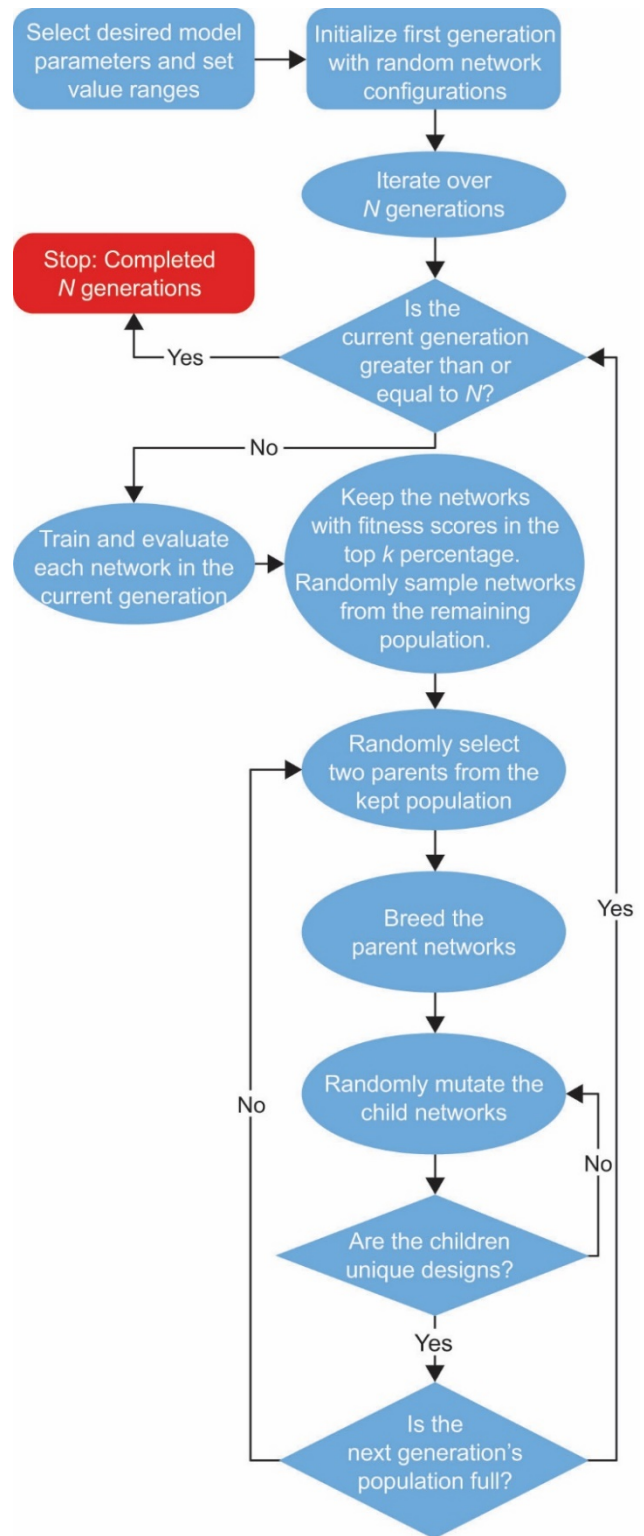 Select desired model
parameters and set
value ranges
Initialize first generation
with random network
configurations
Iterate over
N generations
Stop: Completed
N generations
Is the
current generation
greater than or
equal to N?
Yes
No
Train and evaluate
each network in the
current generation
Keep the networks
with fitness scores in the
top k percentage.
Randomly sample networks
from the remaining
population.
Randomly select
two parents from the
kept population
Breed the
parent networks
Yes
Randomly mutate the
child networks
No
No
Are the children
unique designs?
Yes
Is the
next generation's
population full?